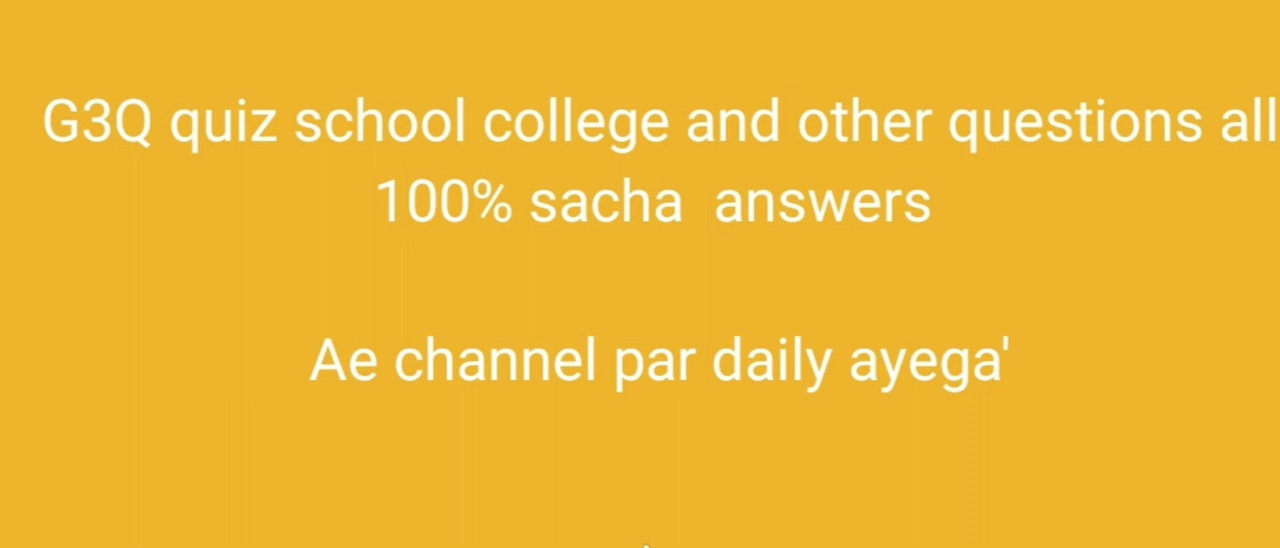 G3Q quiz school college and other questions all
100% sacha answers
Ae channel par daily ayega'